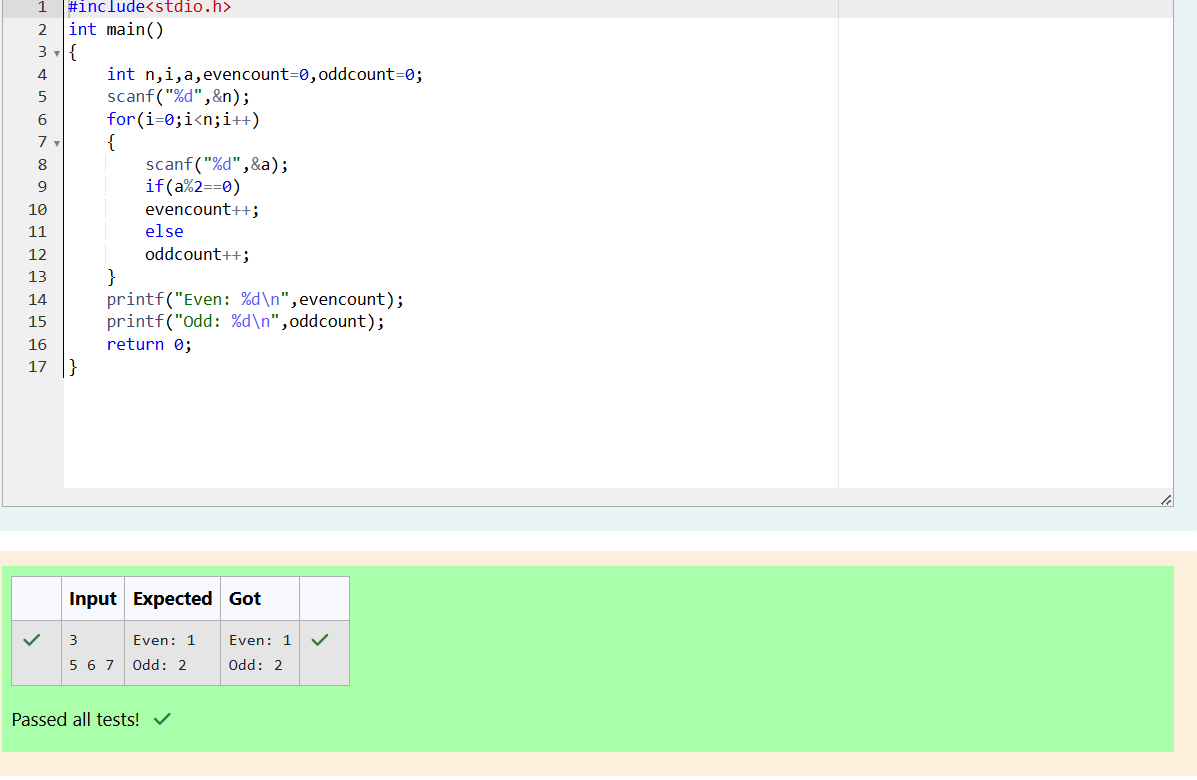 1 #include<stdio.h>
2 int main()
3 {
4     int n,i,a,evencount=0,oddcount=0;
5     scanf("%d",&n);
6     for(i=0;i<n;i++)
7     {
8         scanf("%d",&a);
9         if(a%2==0)
10         evencount++;
11         else
12         oddcount++;
13     }
14     printf("Even: %d\n",evencount);
15     printf("Odd: %d\n",oddcount);
16     return 0;
17 }
Input Expected Got
3 Even: 1 Even: 1
5 6 7 Odd: 2 Odd: 2
Passed all tests!